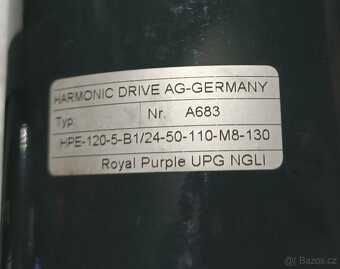 HARMONIC DRIVE AG-GERMANY
Typ: Nr. A683
HPE-120-5-B1/24-50-110-M8-130
Royal Purple UPG NGLI
Bazos.cz